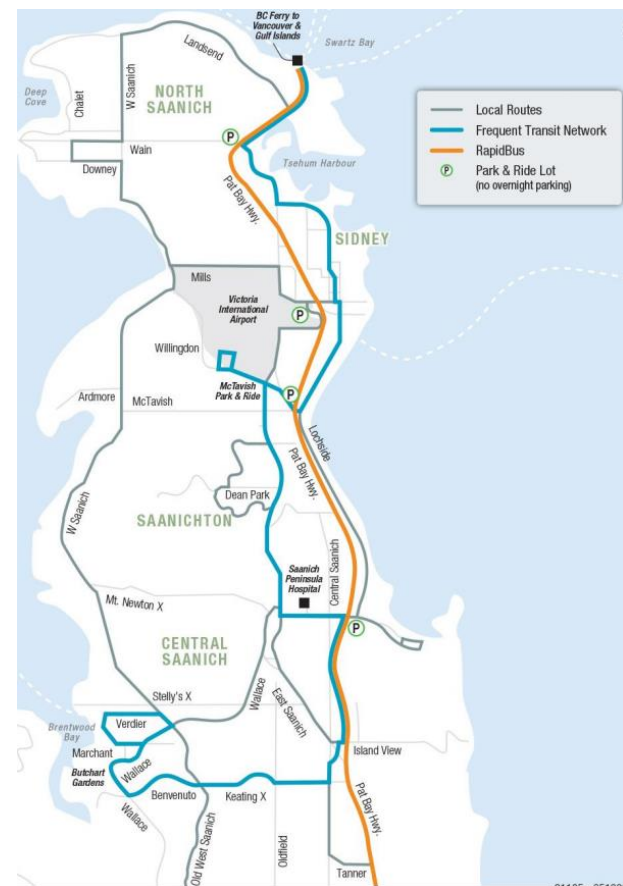 BC Ferry to
Vancouver &
Gulf Islands
Swartz Bay
Landsend
Deep
Cove
Chalet
W Saanich
NORTH
SAANICH
P
Wain
Downey
Tsehum Harbour
Pat Bay Hwy.
SIDNEY
Local Routes
Frequent Transit Network
RapidBus
P
Park & Ride Lot
(no overnight parking)
Mills
Victoria
International
Airport
P
Willingdon
McTavish
Park & Ride
P
Ardmore
McTavish
Lochside
Pat Bay Hwy.
Dean Park
W Saanich
SAANICHTON
Saanich
Peninsula
Hospital
Central Saanich
Mt. Newton X
P
CENTRAL
SAANICH
Wallace
East Saanich
Stelly's X
Brentwood
Bay
Verdier
Marchant
Island View
Butchart
Gardens
Wallace
Benvenuto
Keating X
Wallace
Old West Saanich
Oldfield
Pat Bay Hwy.
Tanner